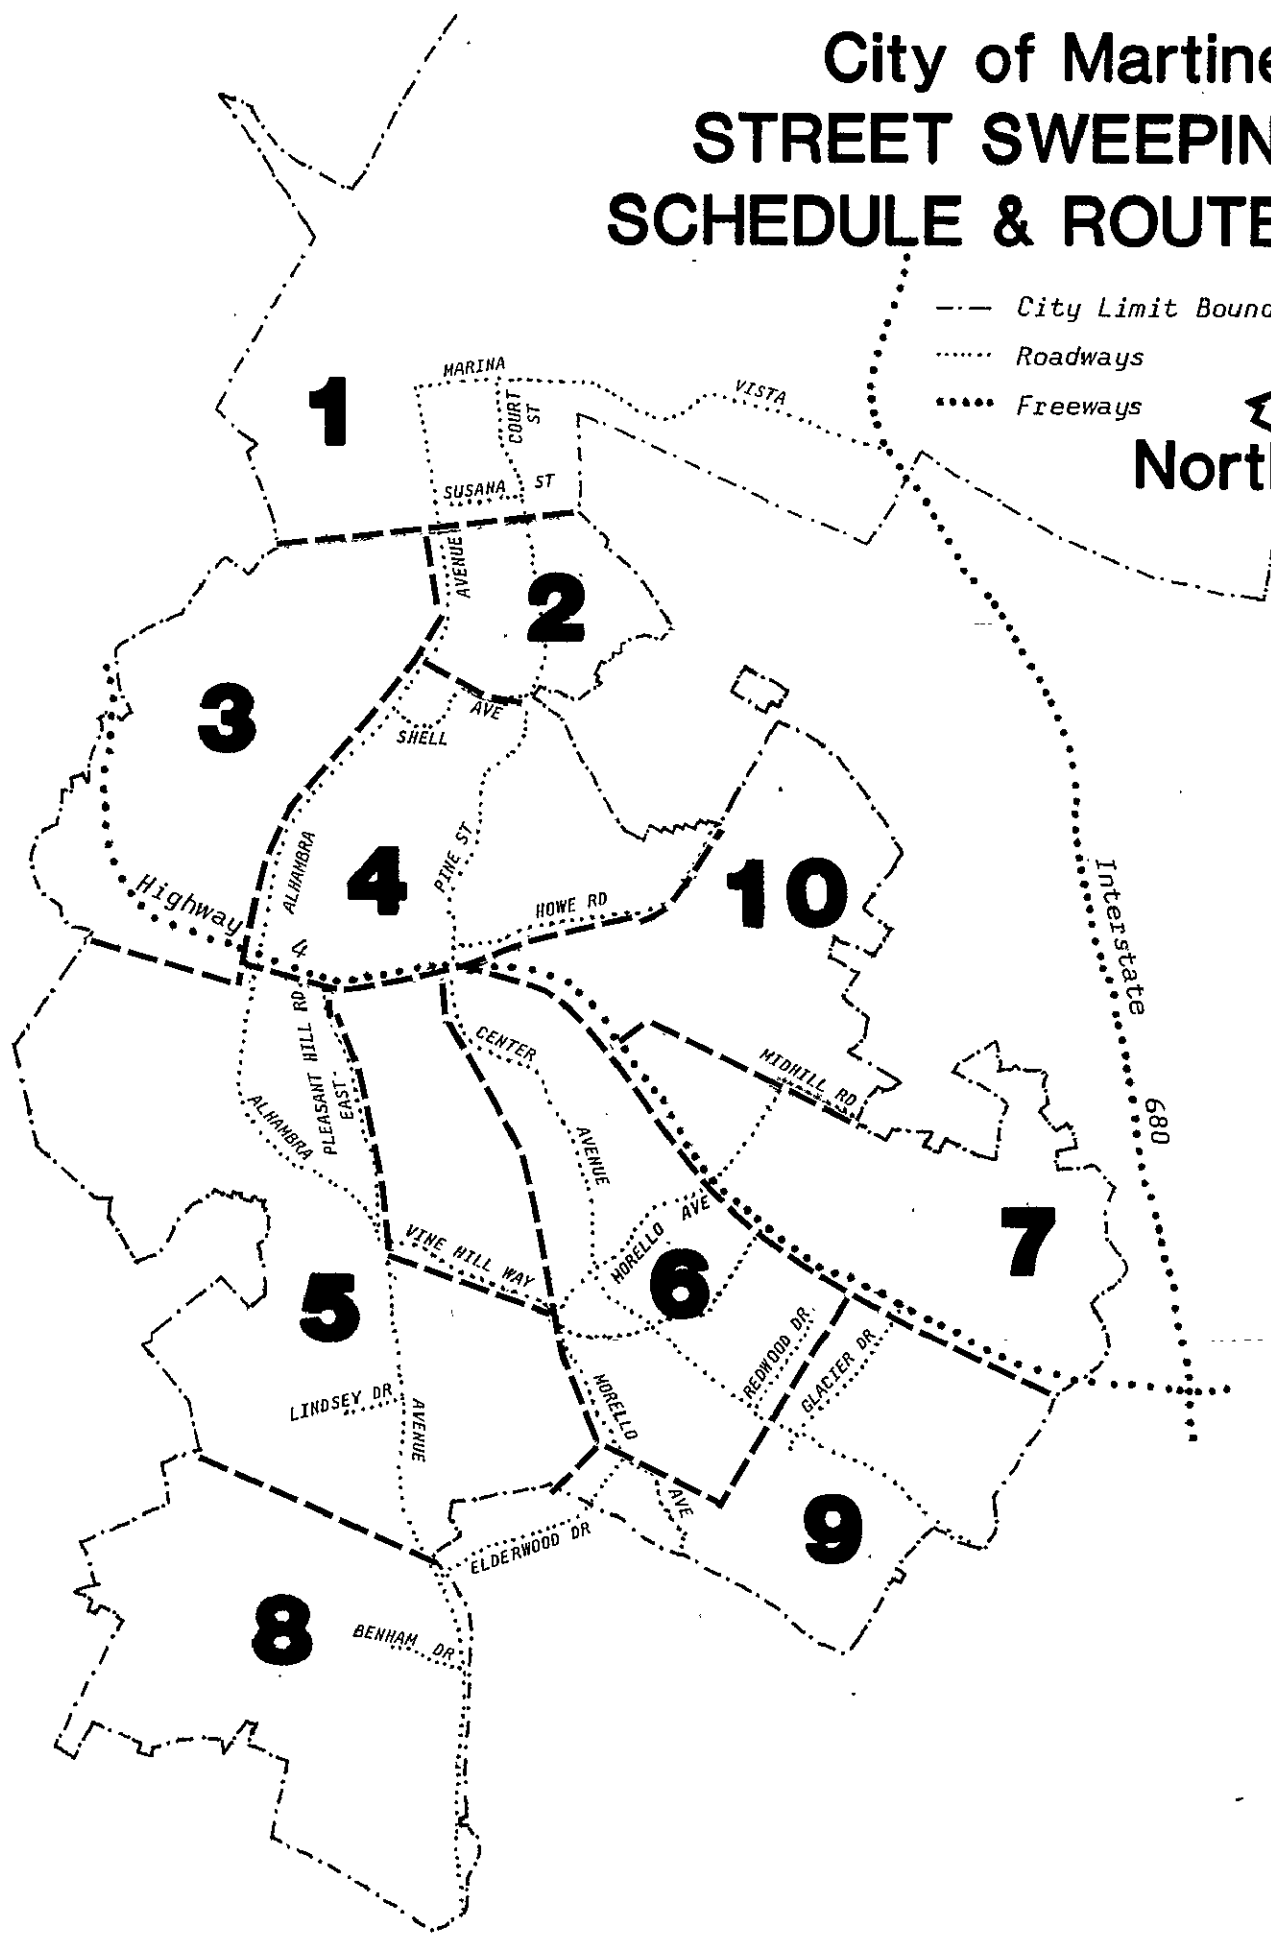 City of Martine
STREET SWEEPIN
SCHEDULE & ROUTE
City Limit Bound
Roadways
Freeways
North
MARINA
VISTA
COURT
ST
1
SUSANA ST
AVENUE
2
3
AVE
SHELL
ALHAMBRA
PINE ST
4
10
Highway
4
HOWE RD
Interstate
680
PLEASANT HILL RD
EAST-
CENTER
AVENUE
MIDHILL RD
ALHAMBRA
MORELLO AVE
7
VINE HILL WAY
6
5
REDWOOD DR
GLACIER DR
LINDSEY DR
AVENUE
MORELLO
AVE
9
ELDERWOOD DR
8
BENHAM DR